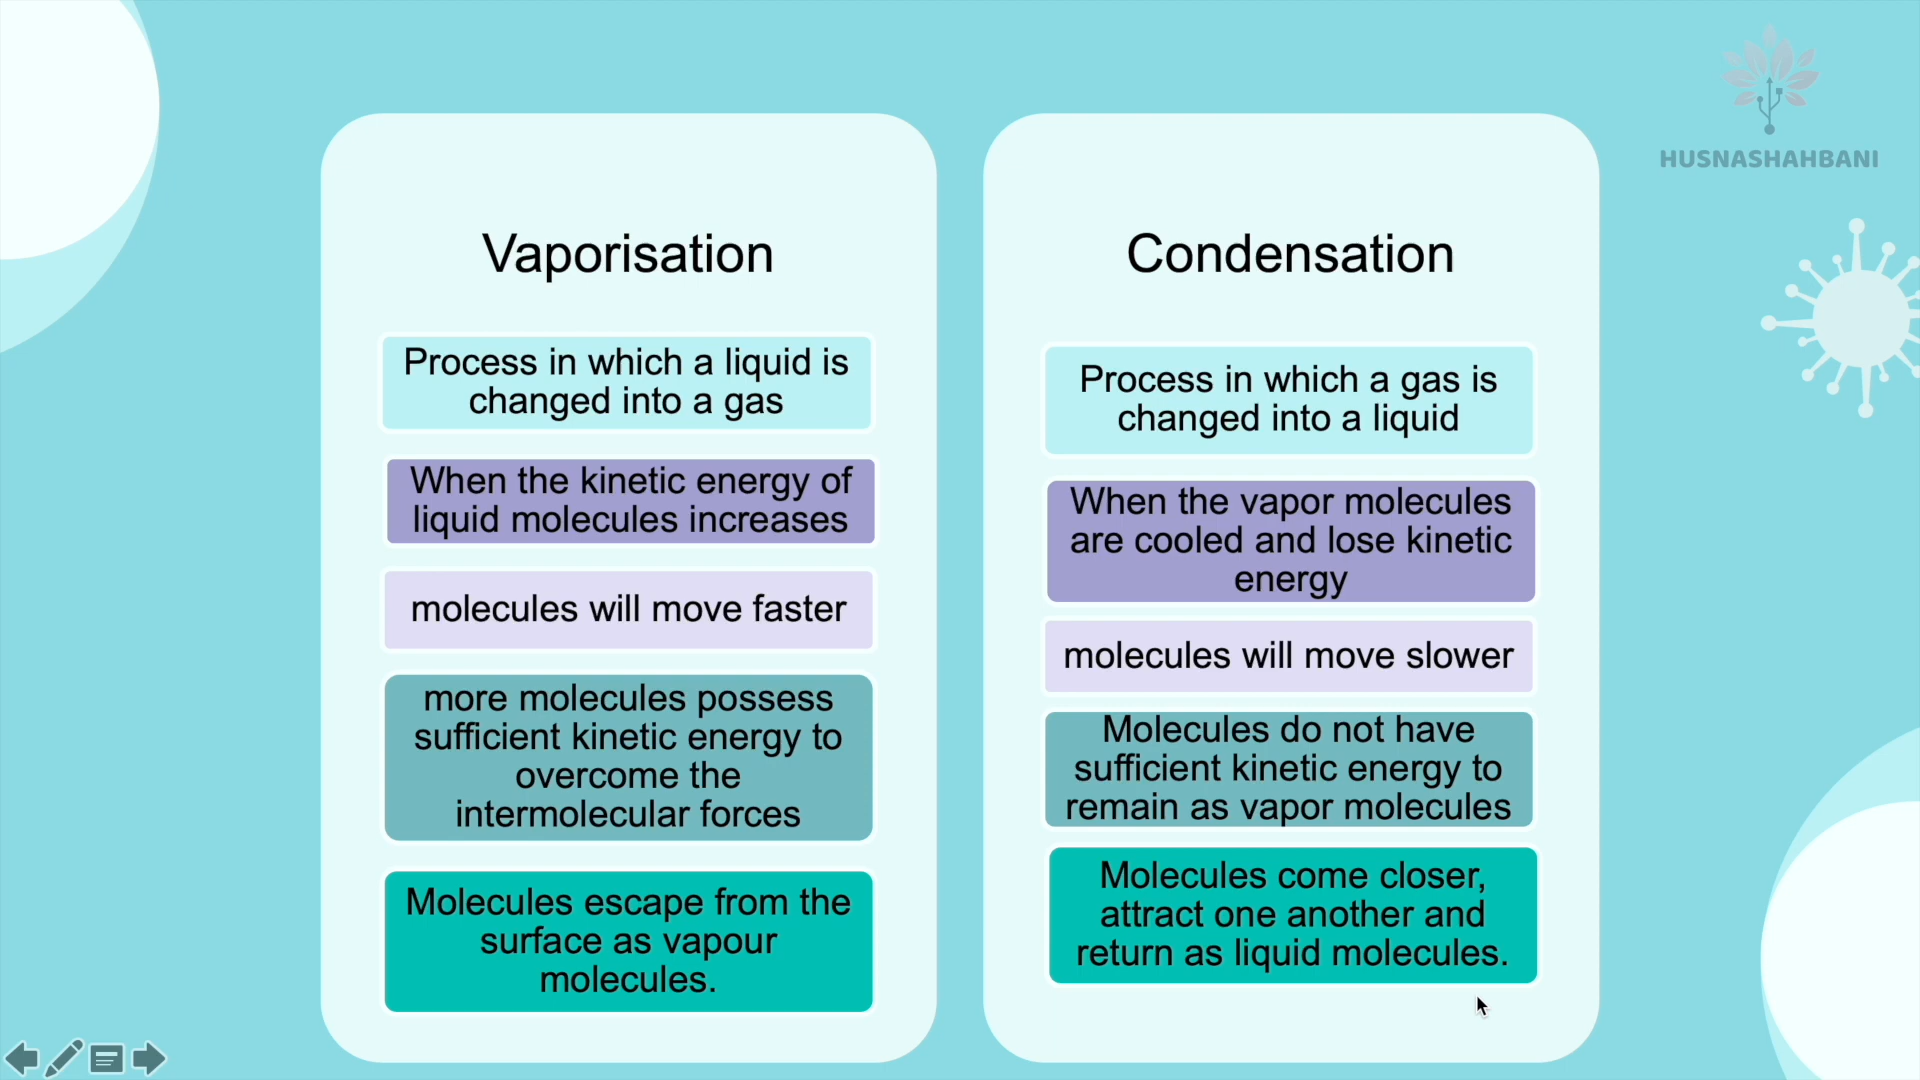 HUSNASHAHBANI
Vaporisation
Process in which a liquid is
changed into a gas
When the kinetic energy of
liquid molecules increases
molecules will move faster
more molecules possess
sufficient kinetic energy to
overcome the
intermolecular forces
Molecules escape from the
surface as vapour
molecules.
Condensation
Process in which a gas is
changed into a liquid
When the vapor molecules
are cooled and lose kinetic
energy
molecules will move slower
Molecules do not have
sufficient kinetic energy to
remain as vapor molecules
Molecules come closer,
attract one another and
return as liquid molecules.